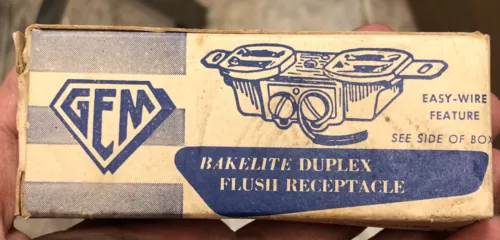 GEM
EASY-WIRE
FEATURE
SEE SIDE OF BOX
BAKELITE DUPLEX
FLUSH RECEPTACLE